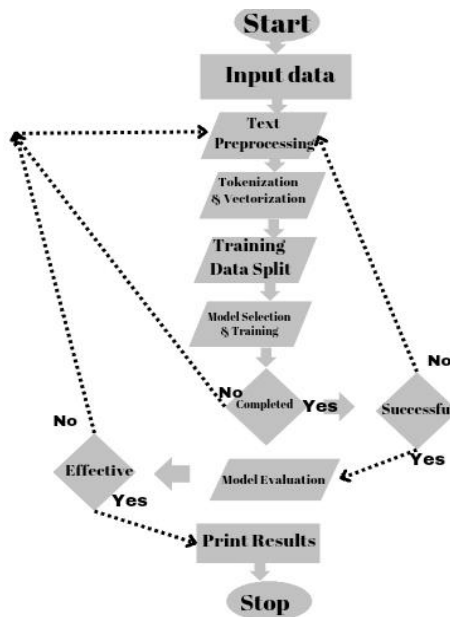 Start
Input data
Text
Preprocessing
Tokenization
& Vectorization
Training
Data Split
Model Selection
& Training
No
Completed
Yes
No
Successful
Yes
No
Effective
Yes
Model Evaluation
Print Results
Stop